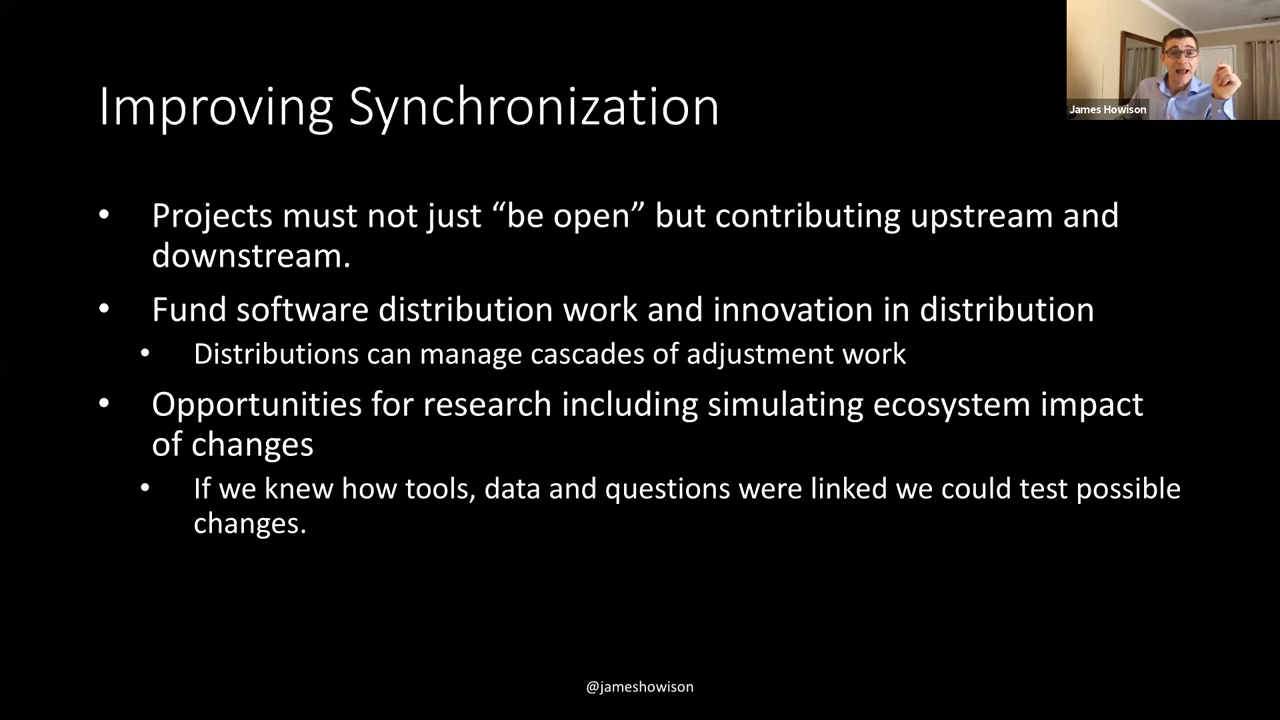 Improving Synchronization
James Howison
• Projects must not just “be open” but contributing upstream and
downstream.
• Fund software distribution work and innovation in distribution
• Distributions can manage cascades of adjustment work
• Opportunities for research including simulating ecosystem impact
of changes
• If we knew how tools, data and questions were linked we could test possible
changes.
@jameshowison